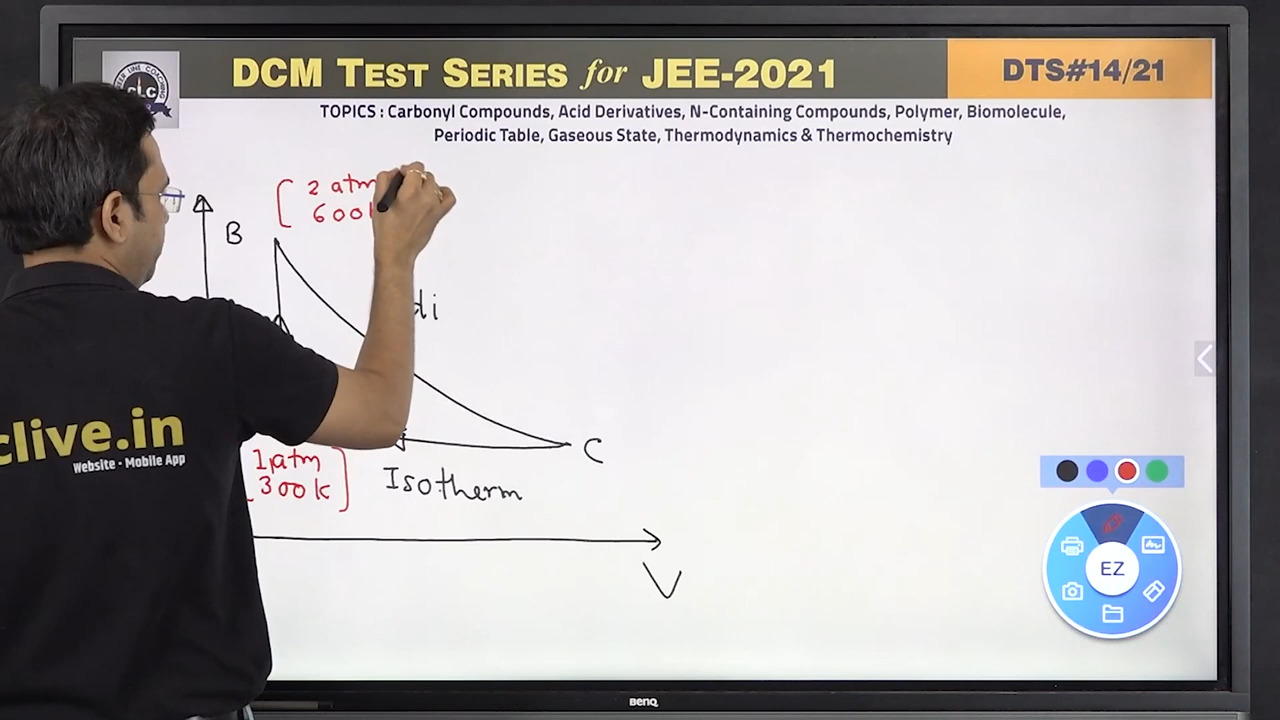 DCM TEST SERIES for JEE-2021
DTS#14/21
TOPICS : Carbonyl Compounds, Acid Derivatives, N-Containing Compounds, Polymer, Biomolecule,
Periodic Table, Gaseous State, Thermodynamics & Thermochemistry
2 atm
600
B
C
1 atm
300 k
Isotherm
V
clive.in
Website - Mobile App
EZ
BenQ